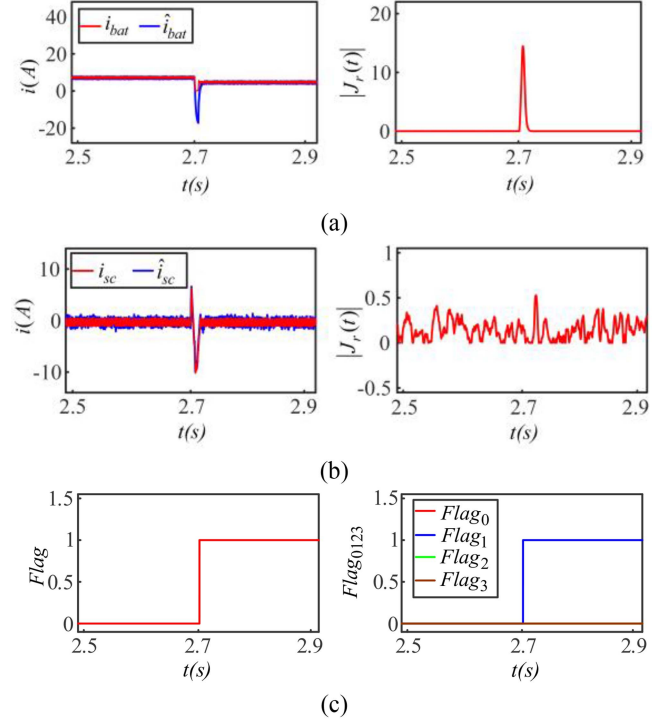 i_bat î_bat
40
20
0
-20
i(A)
2.5 2.7 2.9
t(s)
20
10
0
|J_r(t)|
2.5 2.7 2.9
t(s)
(a)
i_sc î_sc
10
0
-10
i(A)
2.5 2.7 2.9
t(s)
1
0.5
0
-0.5
|J_r(t)|
2.5 2.7 2.9
t(s)
(b)
1.5
1
0.5
0
Flag
2.5 2.7 2.9
t(s)
1.5
1
0.5
0
Flag_0123
Flag_0
Flag_1
Flag_2
Flag_3
2.5 2.7 2.9
t(s)
(c)